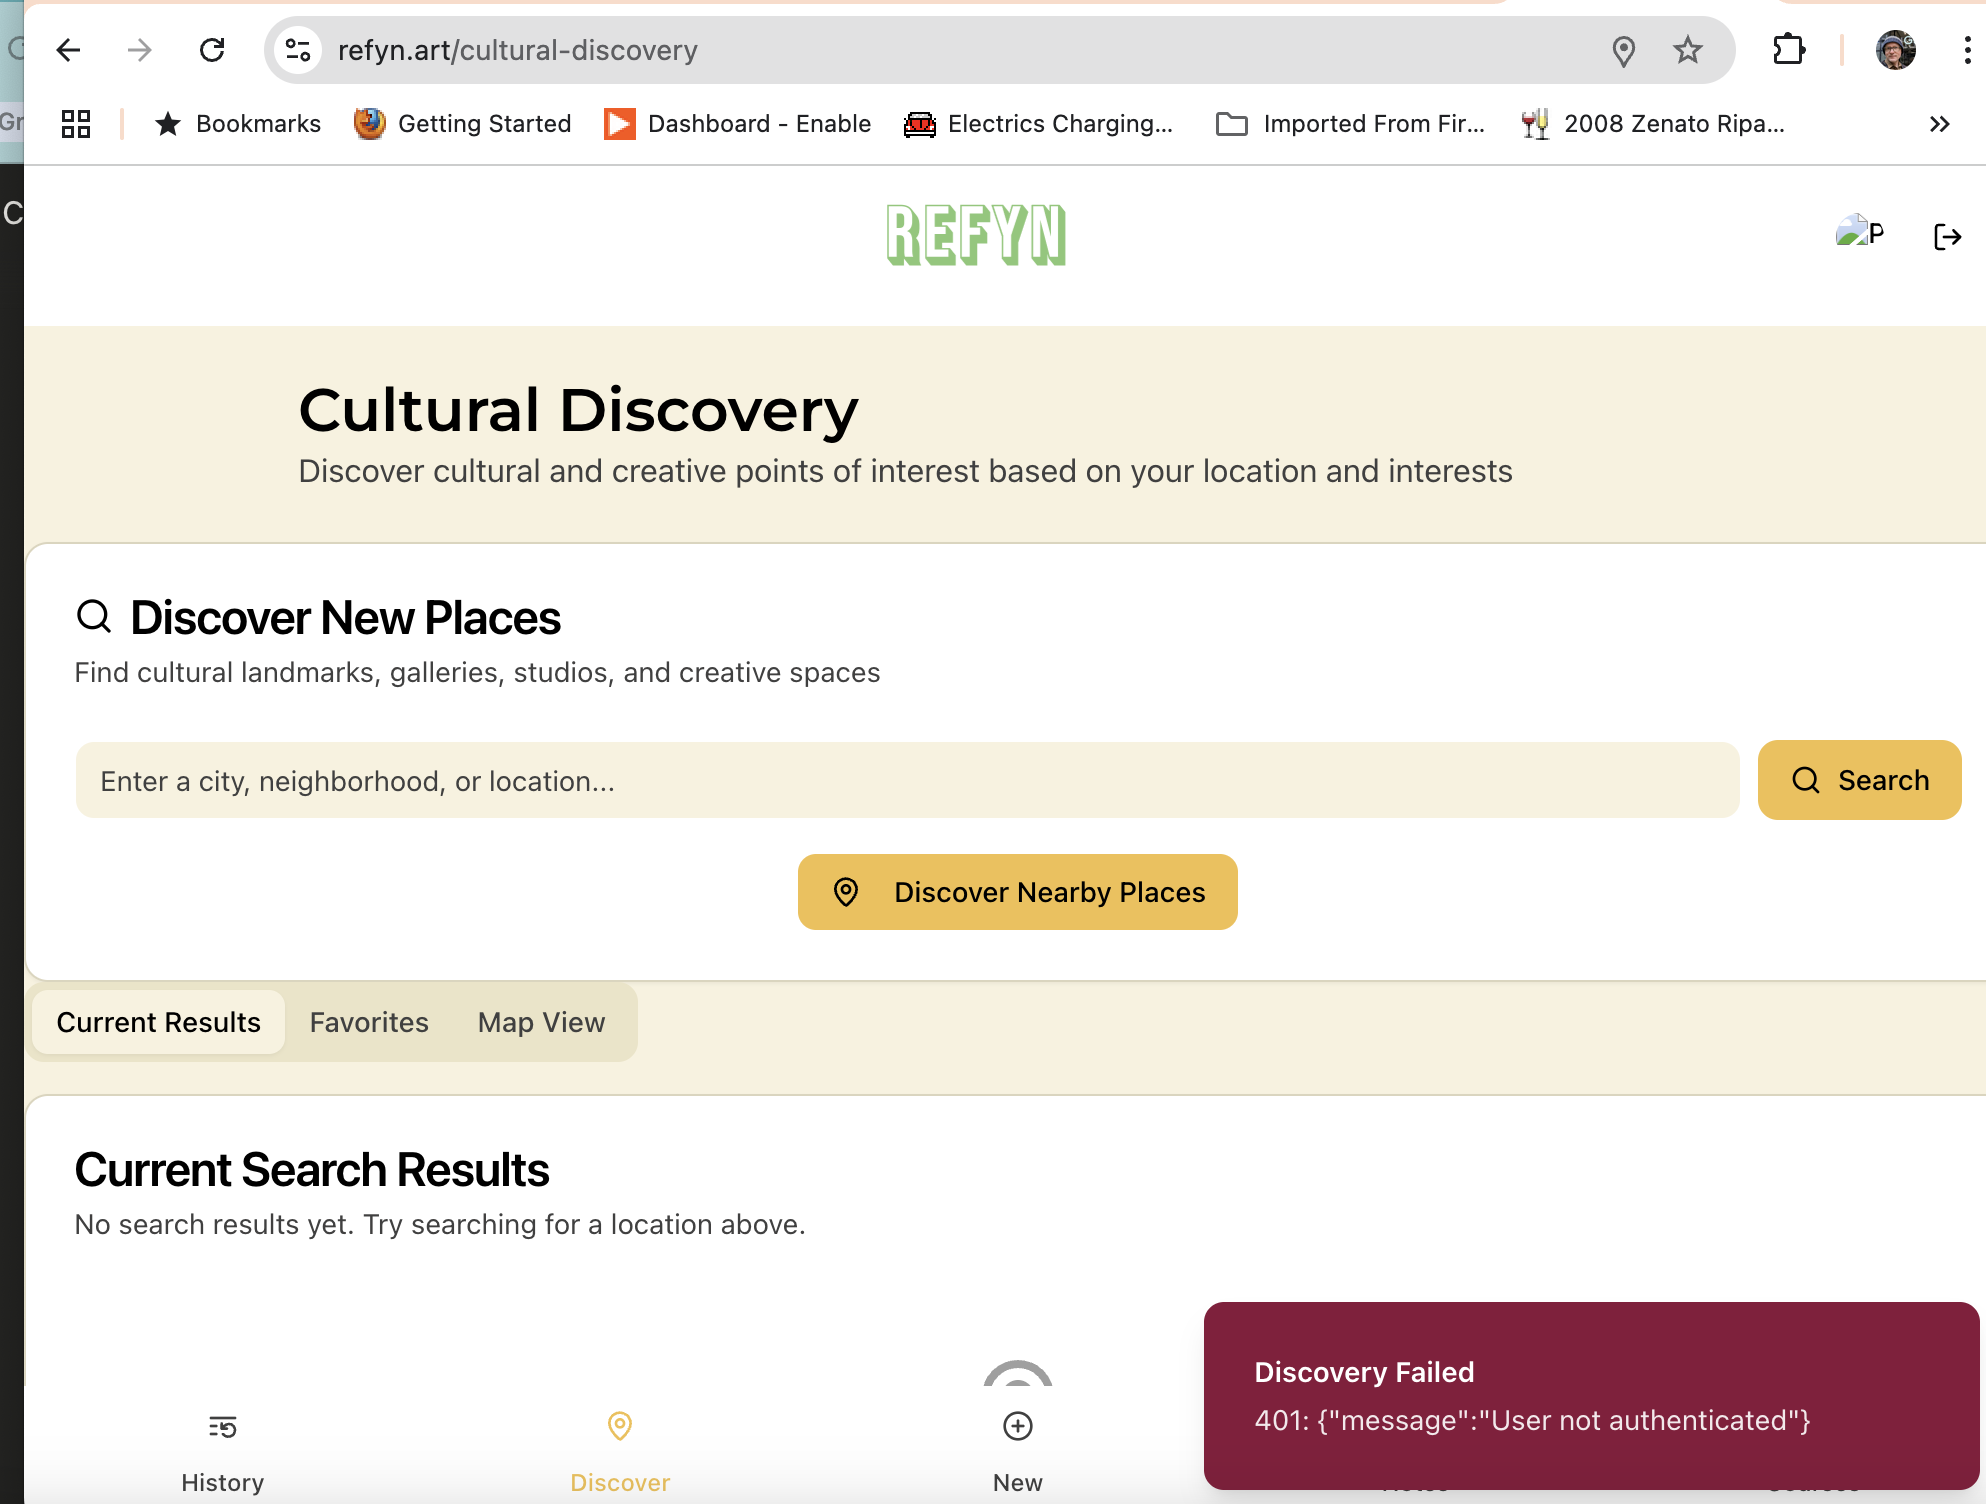 refyn.art/cultural-discovery
Bookmarks
Getting Started
Dashboard - Enable
Electrics Charging...
Imported From Fir...
2008 Zenato Ripa...
REFYN
P
Cultural Discovery
Discover cultural and creative points of interest based on your location and interests
Discover New Places
Find cultural landmarks, galleries, studios, and creative spaces
Enter a city, neighborhood, or location...
Search
Discover Nearby Places
Current Results
Favorites
Map View
Current Search Results
No search results yet. Try searching for a location above.
Discovery Failed
401: {"message":"User not authenticated"}
History
Discover
New